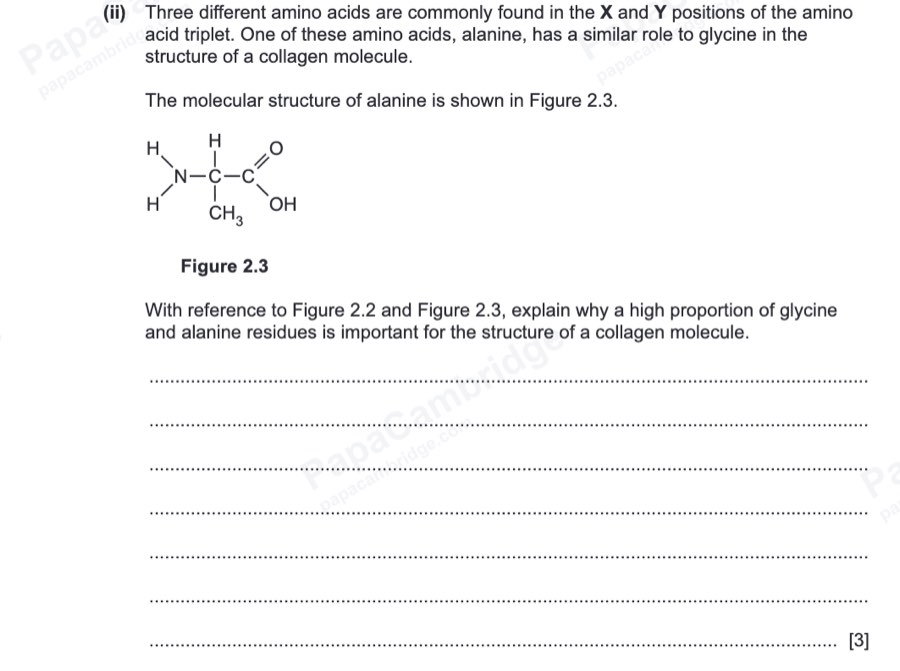 (ii) Three different amino acids are commonly found in the X and Y positions of the amino
acid triplet. One of these amino acids, alanine, has a similar role to glycine in the
structure of a collagen molecule.
The molecular structure of alanine is shown in Figure 2.3.
H H O
N–C–C
H CH3 OH
Figure 2.3
With reference to Figure 2.2 and Figure 2.3, explain why a high proportion of glycine
and alanine residues is important for the structure of a collagen molecule.
PapaCambridge
papacambridge.com
[3]